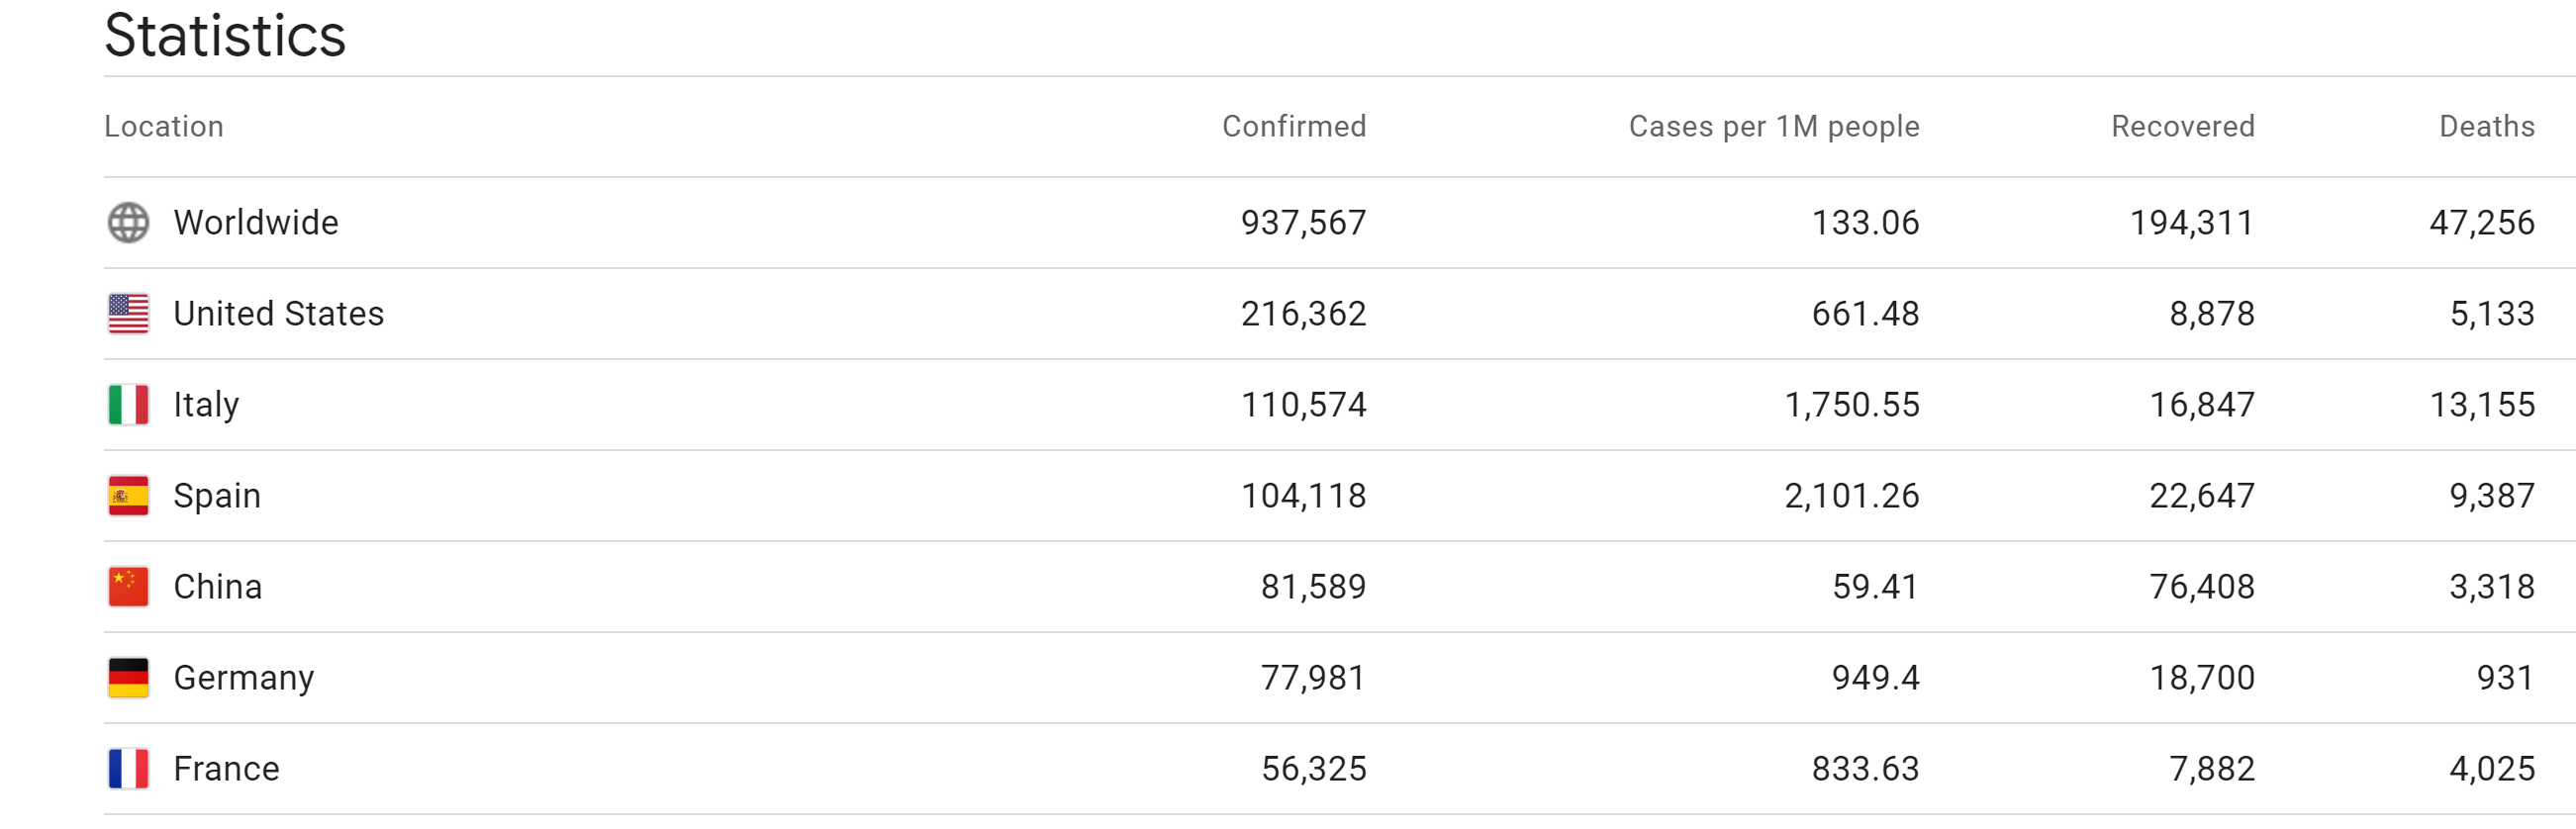 Statistics
Location Confirmed Cases per 1M people Recovered Deaths
Worldwide 937,567 133.06 194,311 47,256
United States 216,362 661.48 8,878 5,133
Italy 110,574 1,750.55 16,847 13,155
Spain 104,118 2,101.26 22,647 9,387
China 81,589 59.41 76,408 3,318
Germany 77,981 949.4 18,700 931
France 56,325 833.63 7,882 4,025